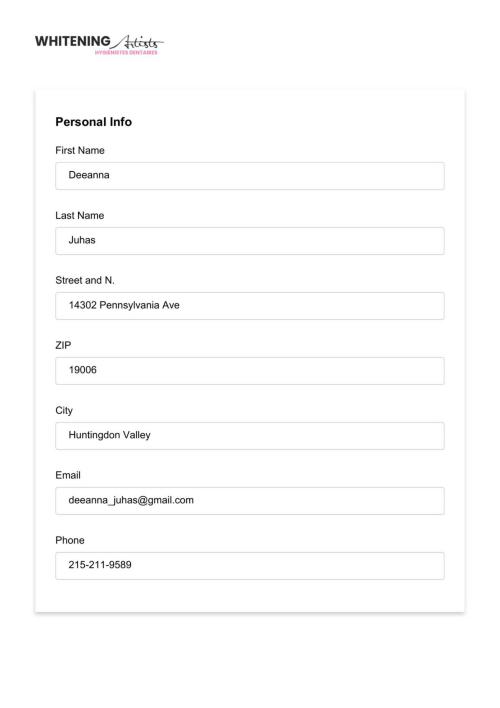 WHITENING Artists
HYGIÉNISTES DENTAIRES
Personal Info
First Name
Deeanna
Last Name
Juhas
Street and N.
14302 Pennsylvania Ave
ZIP
19006
City
Huntingdon Valley
Email
deeanna_juhas@gmail.com
Phone
215-211-9589